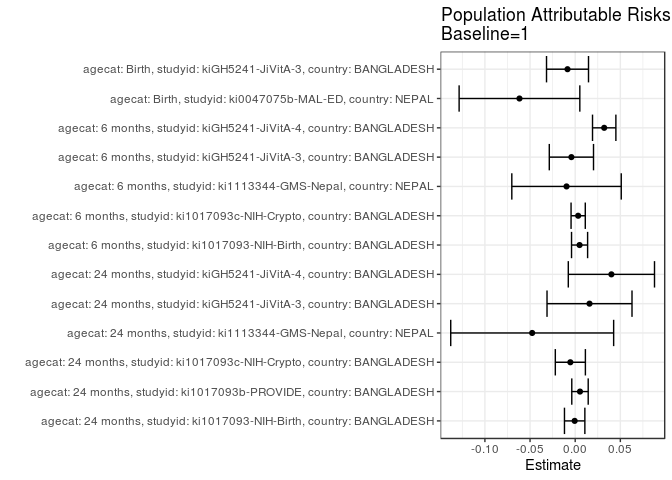 Population Attributable Risks
Baseline=1
agecat: Birth, studyid: kiGH5241-JiVitA-3, country: BANGLADESH
agecat: Birth, studyid: ki0047075b-MAL-ED, country: NEPAL
agecat: 6 months, studyid: kiGH5241-JiVitA-4, country: BANGLADESH
agecat: 6 months, studyid: kiGH5241-JiVitA-3, country: BANGLADESH
agecat: 6 months, studyid: ki1113344-GMS-Nepal, country: NEPAL
agecat: 6 months, studyid: ki1017093c-NIH-Crypto, country: BANGLADESH
agecat: 6 months, studyid: ki1017093-NIH-Birth, country: BANGLADESH
agecat: 24 months, studyid: kiGH5241-JiVitA-4, country: BANGLADESH
agecat: 24 months, studyid: kiGH5241-JiVitA-3, country: BANGLADESH
agecat: 24 months, studyid: ki1113344-GMS-Nepal, country: NEPAL
agecat: 24 months, studyid: ki1017093c-NIH-Crypto, country: BANGLADESH
agecat: 24 months, studyid: ki1017093b-PROVIDE, country: BANGLADESH
agecat: 24 months, studyid: ki1017093-NIH-Birth, country: BANGLADESH
-0.10 -0.05 0.00 0.05
Estimate